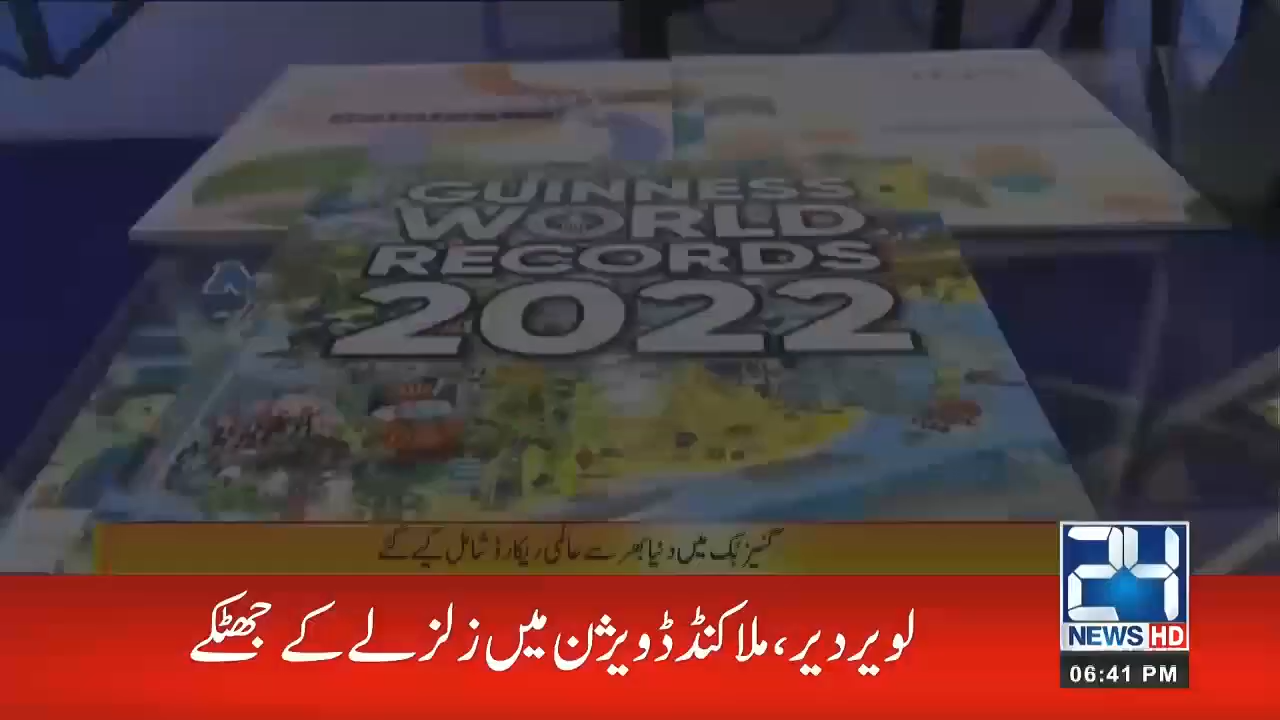 GUINNESS
WORLD
RECORDS
2022
گنیز بک میں دنیا بھر سے عالمی ریکارڈ شامل کیے گئے
لویر دیر، ملاکنڈ ڈویژن میں زلزلے کے جھٹکے
24
NEWS HD
06:41 PM